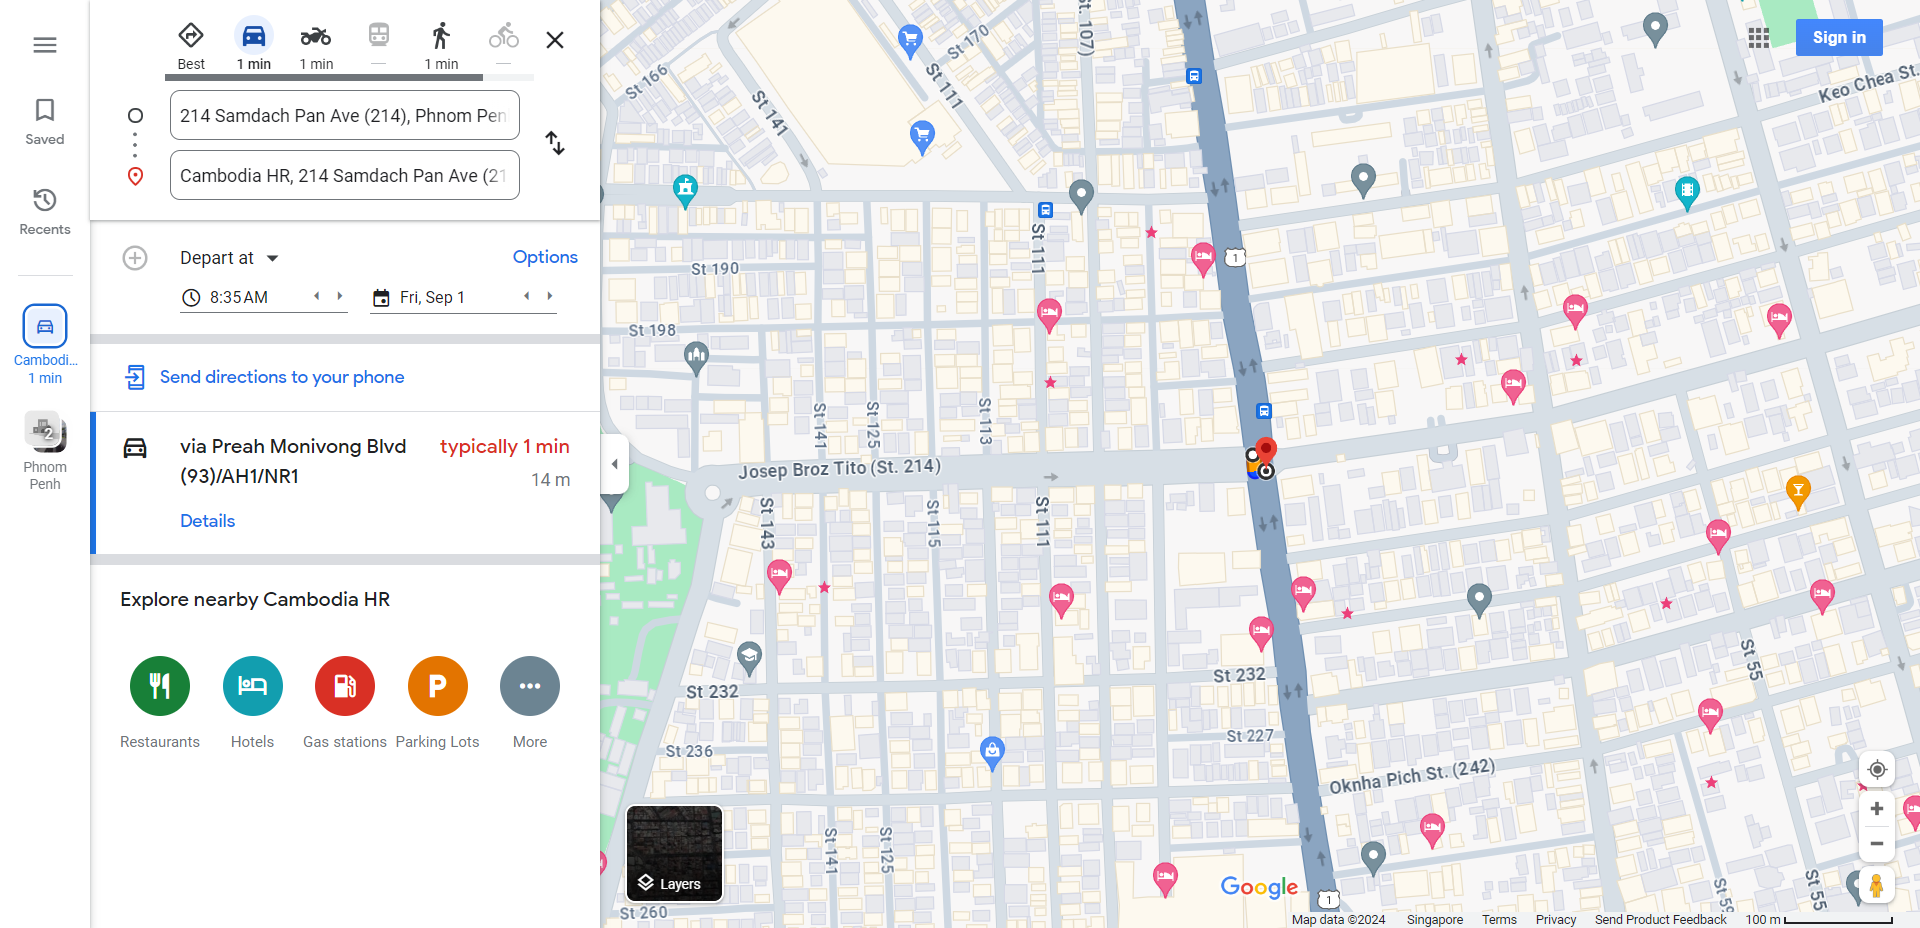 Saved
Recents
Cambodi...
1 min
2
Phnom
Penh
Best
1 min
1 min
—
1 min
—
214 Samdach Pan Ave (214), Phnom Pen
Cambodia HR, 214 Samdach Pan Ave (21
Depart at
Options
8:35 AM
Fri, Sep 1
Send directions to your phone
via Preah Monivong Blvd
(93)/AH1/NR1
typically 1 min
14 m
Details
Explore nearby Cambodia HR
P
Restaurants
Hotels
Gas stations
Parking Lots
More
Sign in
St. 107)
St 170
St 166
St 111
St 141
Keo Chea St.
St 111
1
St 190
St 198
St 141
St 125
St 113
Josep Broz Tito (St. 214)
St 143
St 115
St 111
St 232
St 232
St 55
St 236
St 227
Oknha Pich St. (242)
St 141
St 125
Layers
Google
1
St 59
St 55
St 260
Map data ©2024
Singapore
Terms
Privacy
Send Product Feedback
100 m